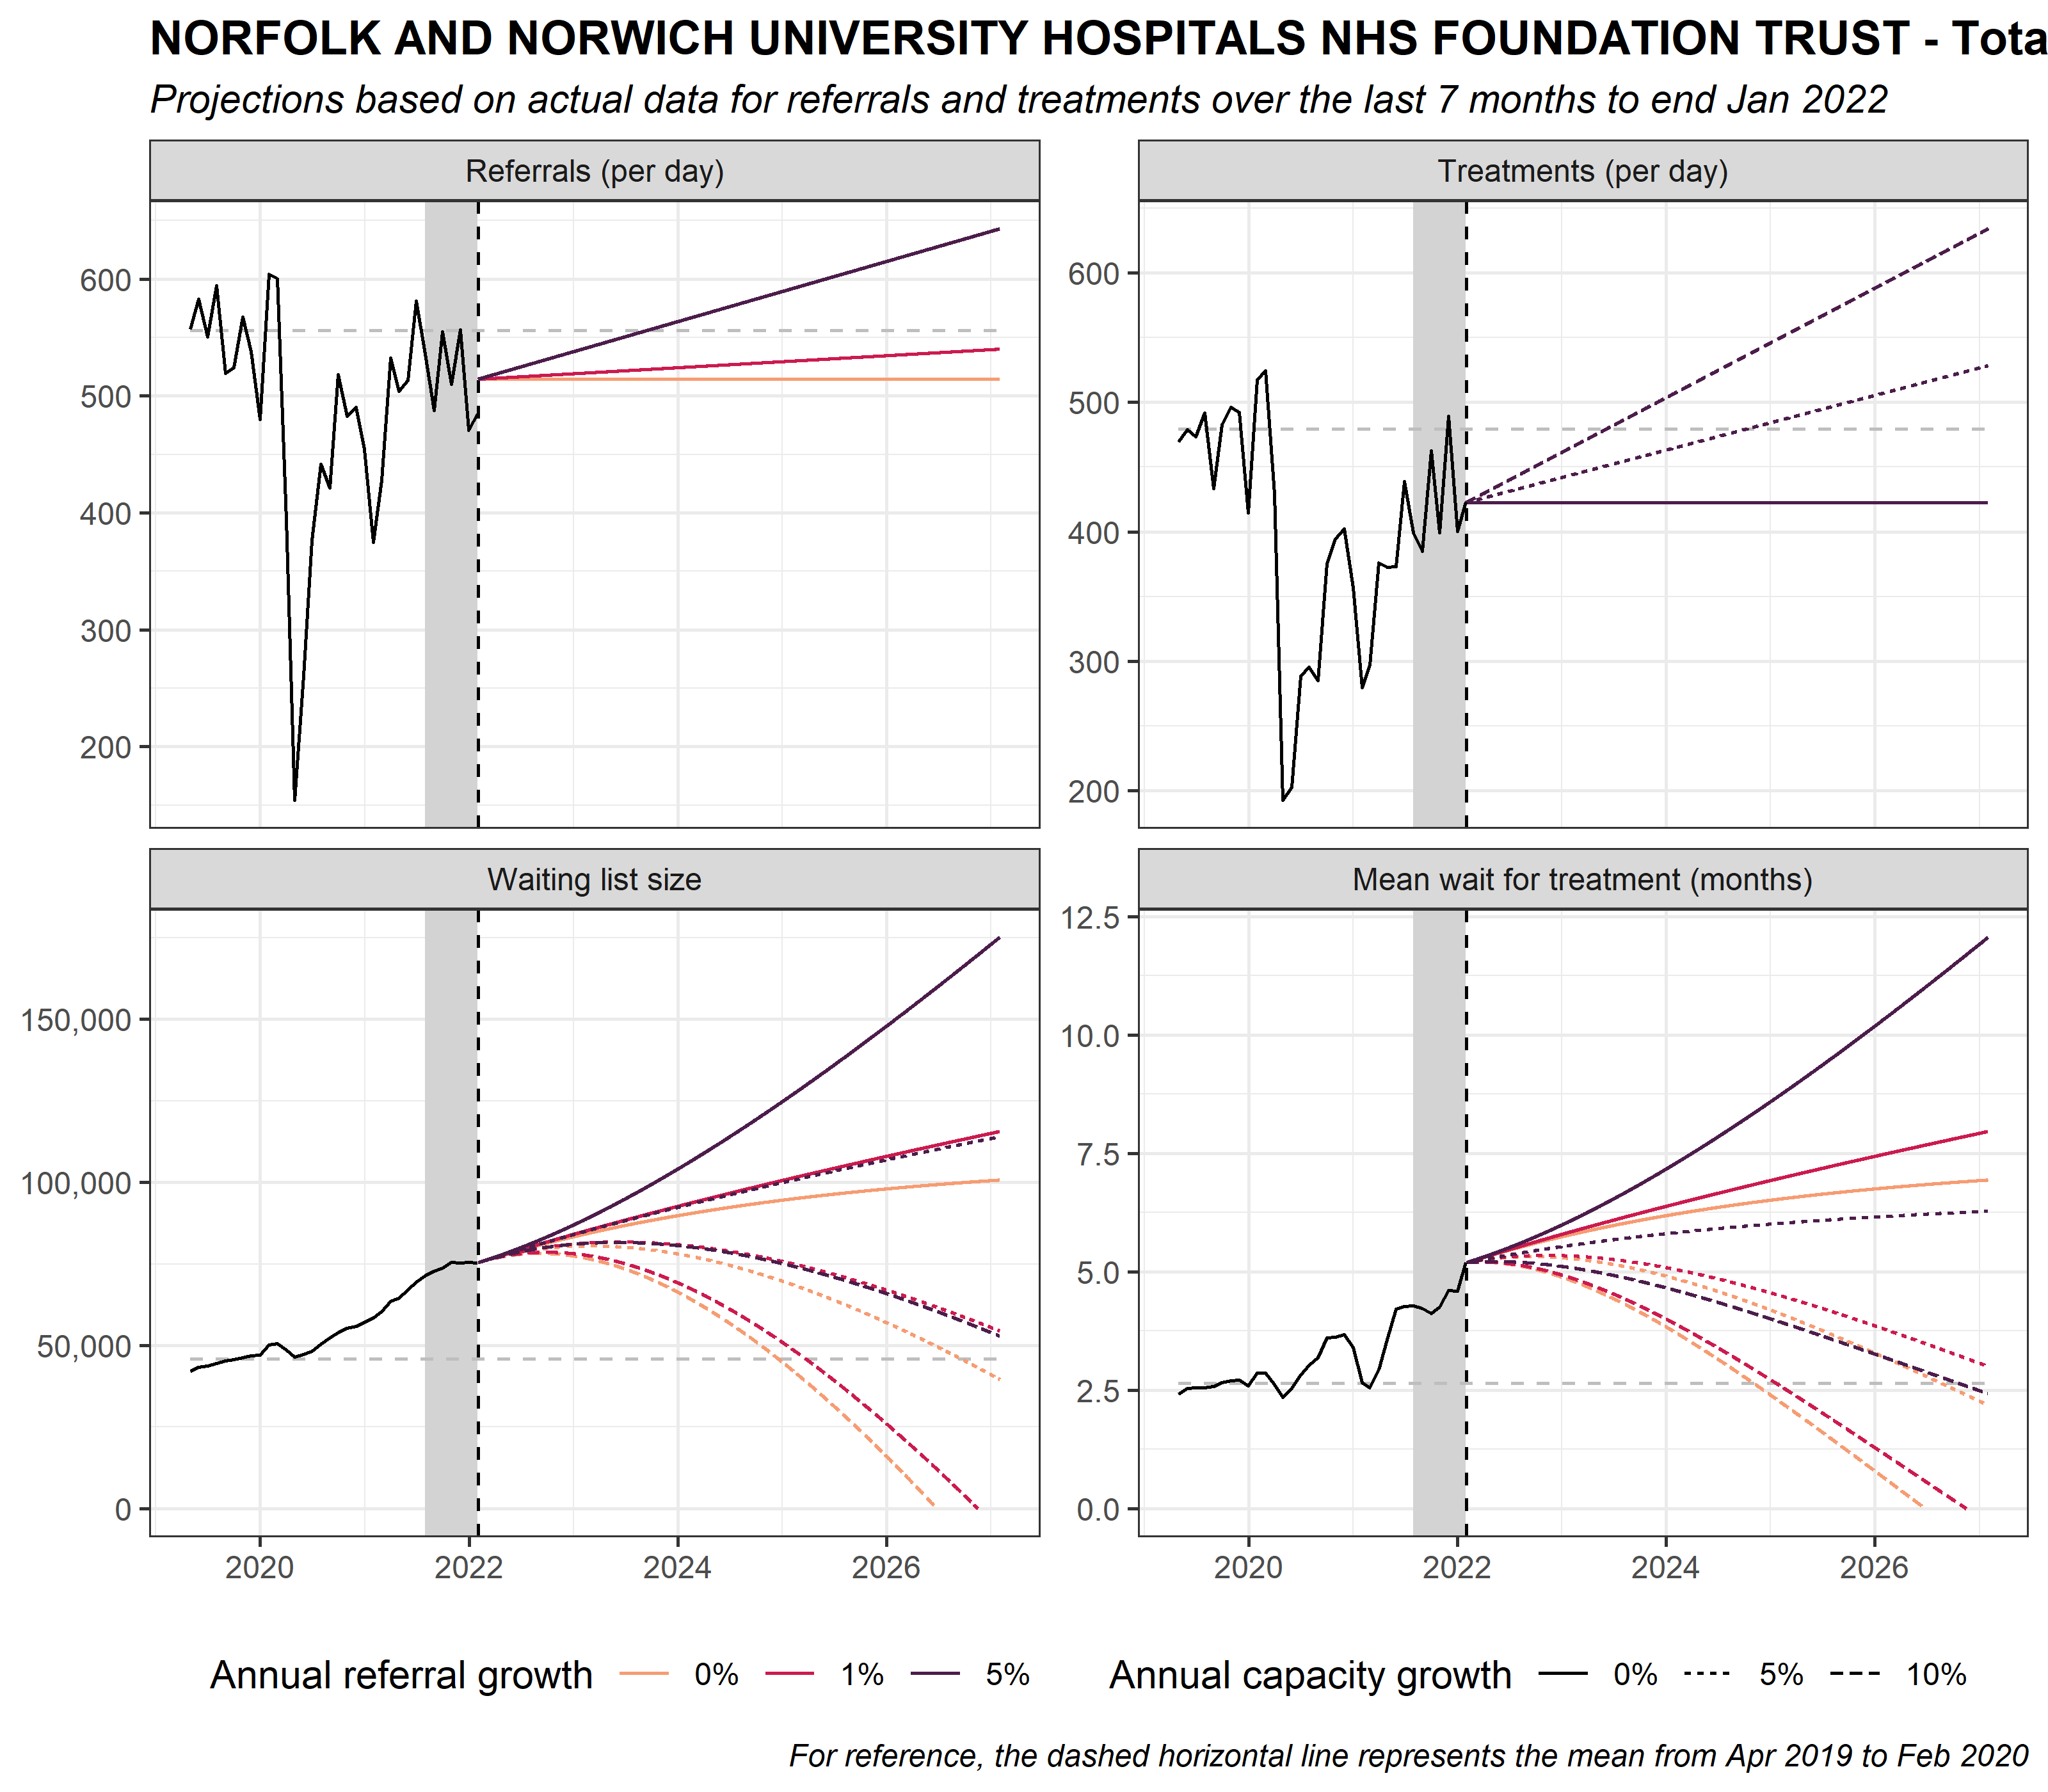 NORFOLK AND NORWICH UNIVERSITY HOSPITALS NHS FOUNDATION TRUST - Tota
Projections based on actual data for referrals and treatments over the last 7 months to end Jan 2022
Referrals (per day)
600
500
400
300
200
Treatments (per day)
600
500
400
300
200
Waiting list size
150,000
100,000
50,000
0
2020 2022 2024 2026
Mean wait for treatment (months)
12.5
10.0
7.5
5.0
2.5
0.0
2020 2022 2024 2026
Annual referral growth 0% 1% 5%
Annual capacity growth 0% 5% 10%
For reference, the dashed horizontal line represents the mean from Apr 2019 to Feb 2020